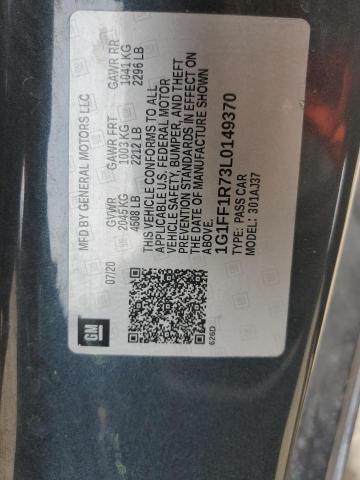 MFD BY GENERAL MOTORS LLC
07/20 GVWR GAWR FRT GAWR RR
2045 KG 1003 KG 1041 KG
4508 LB 2212 LB 2296 LB
THIS VEHICLE CONFORMS TO ALL
APPLICABLE U.S. FEDERAL MOTOR
VEHICLE SAFETY, BUMPER, AND THEFT
PREVENTION STANDARDS IN EFFECT ON
THE DATE OF MANUFACTURE SHOWN
ABOVE.
1G1FF1R73L0149370
TYPE: PASS CAR
MODEL: 301AJ37
GM
626D